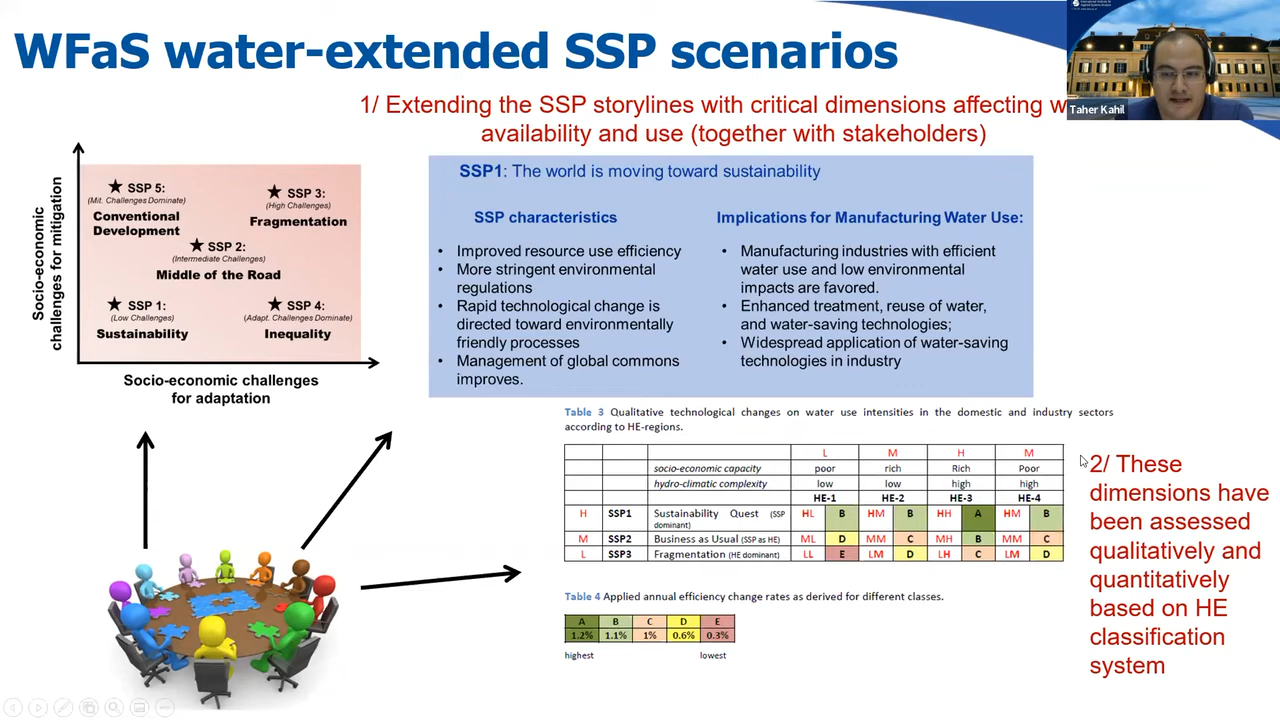 WFaS water-extended SSP scenarios
1/ Extending the SSP storylines with critical dimensions affecting
availability and use (together with stakeholders)
Taher Kahil
Socio-economic
challenges for mitigation
SSP 5:
(Mit. Challenges Dominate)
Conventional
Development
SSP 3:
(High Challenges)
Fragmentation
SSP 2:
(Intermediate Challenges)
Middle of the Road
SSP 1:
(Low Challenges)
Sustainability
SSP 4:
(Adapt. Challenges Dominate)
Inequality
Socio-economic challenges
for adaptation
SSP1: The world is moving toward sustainability
SSP characteristics
• Improved resource use efficiency
• More stringent environmental
regulations
• Rapid technological change is
directed toward environmentally
friendly processes
• Management of global commons
improves.
Implications for Manufacturing Water Use:
• Manufacturing industries with efficient
water use and low environmental
impacts are favored.
• Enhanced treatment, reuse of water,
and water-saving technologies;
• Widespread application of water-saving
technologies in industry
Table 3 Qualitative technological changes on water use intensities in the domestic and industry sectors
according to HE-regions.
L M H M
socio-economic capacity poor rich Rich Poor
hydro-climatic complexity low low high high
HE-1 HE-2 HE-3 HE-4
H SSP1 Sustainability Quest (SSP dominant) HL B HM B HH A HM B
M SSP2 Business as Usual (SSP as HE) ML D MM C MH B MM C
L SSP3 Fragmentation (HE dominant) LL E LM D LH C LM D
Table 4 Applied annual efficiency change rates as derived for different classes.
A B C D E
1.2% 1.1% 1% 0.6% 0.3%
highest lowest
2/ These
dimensions have
been assessed
qualitatively and
quantitatively
based on HE
classification
system